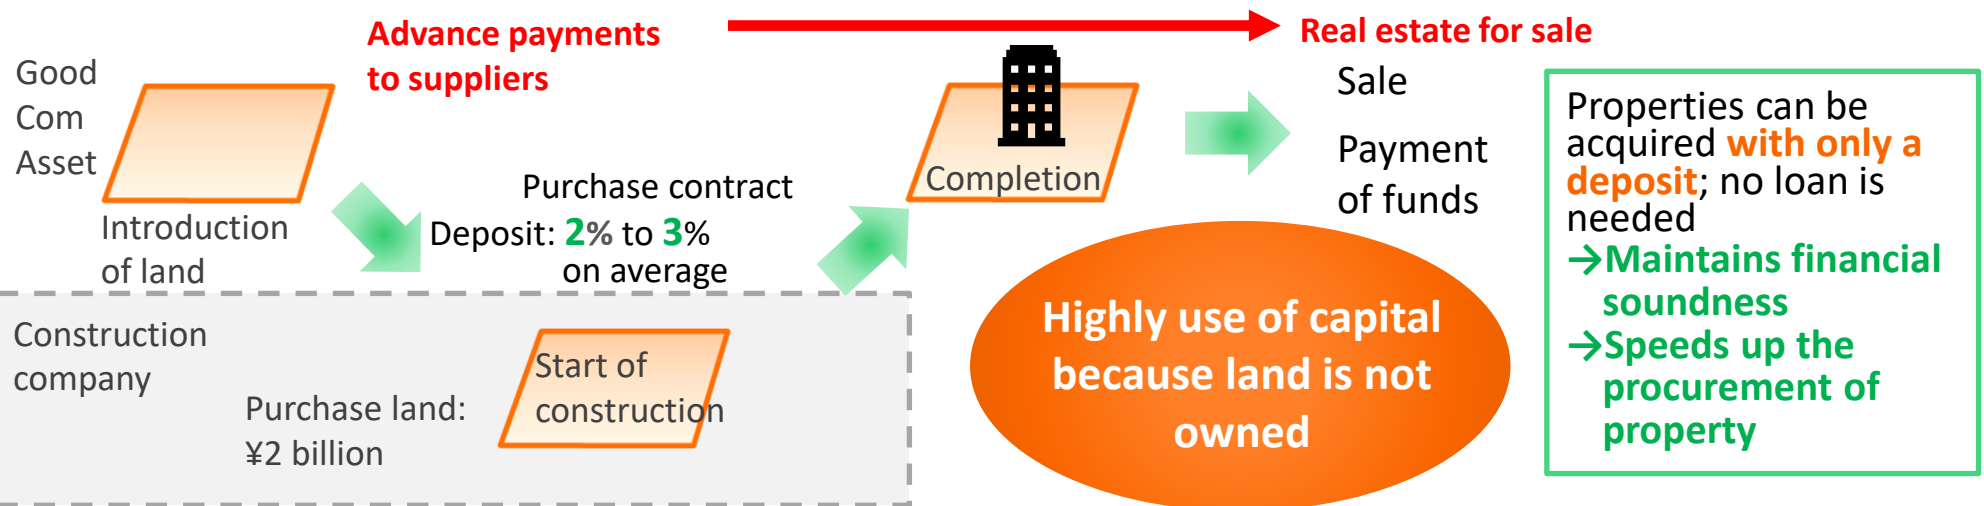 Good
Com
Asset
Introduction
of land
Advance payments
to suppliers
Purchase contract
Deposit: 2% to 3%
on average
Construction
company
Purchase land:
¥2 billion
Start of
construction
Completion
Real estate for sale
Sale
Payment
of funds
Highly use of capital
because land is not
owned
Properties can be
acquired with only a
deposit; no loan is
needed
→Maintains financial
soundness
→Speeds up the
procurement of
property